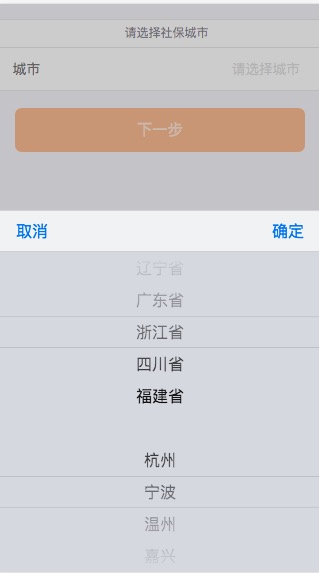 请选择社保城市
城市 请选择城市
下一步
取消 确定
辽宁省
广东省
浙江省
四川省
福建省
杭州
宁波
温州
嘉兴